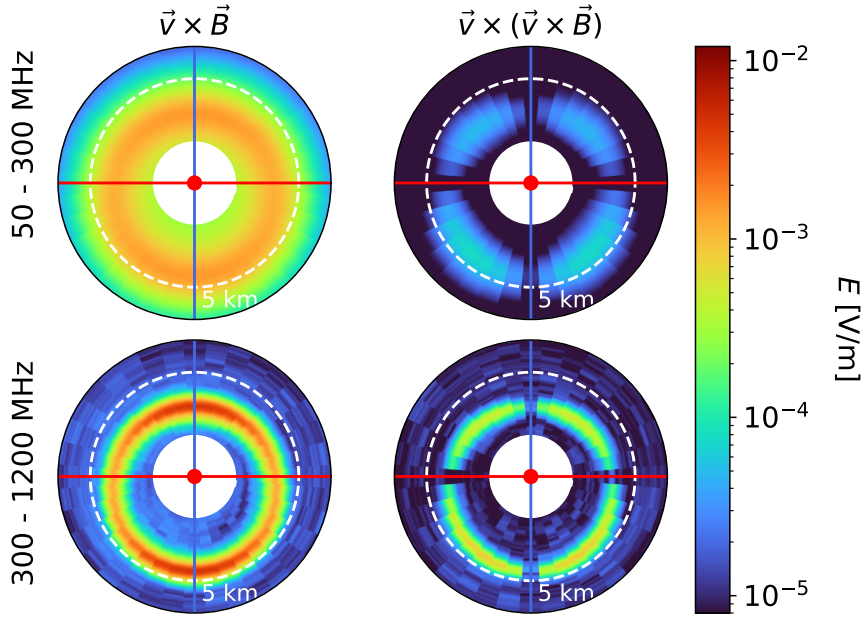 v⃗ × B⃗
v⃗ × (v⃗ × B⃗)
50 - 300 MHz
5 km
5 km
300 - 1200 MHz
5 km
5 km
10⁻²
10⁻³
10⁻⁴
10⁻⁵
E [V/m]